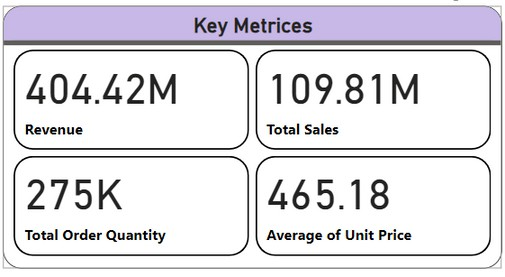 Key Metrices
404.42M
Revenue
109.81M
Total Sales
275K
Total Order Quantity
465.18
Average of Unit Price